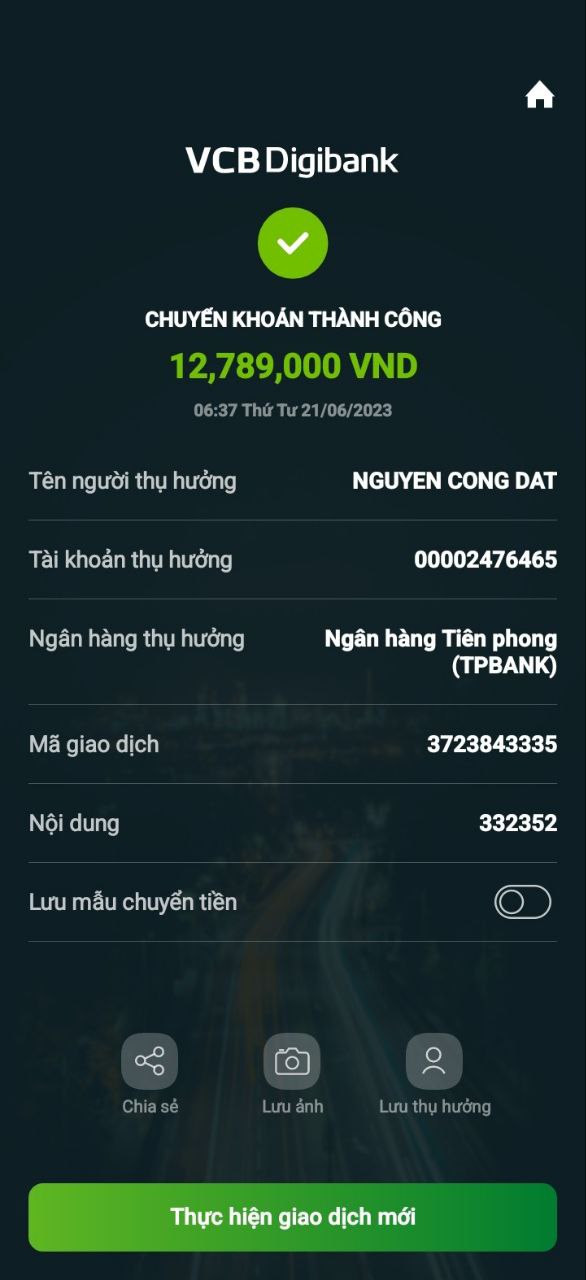 VCB Digibank
CHUYỂN KHOẢN THÀNH CÔNG
12,789,000 VND
06:37 Thứ Tư 21/06/2023
Tên người thụ hưởng NGUYEN CONG DAT
Tài khoản thụ hưởng 00002476465
Ngân hàng thụ hưởng Ngân hàng Tiên phong
(TPBANK)
Mã giao dịch 3723843335
Nội dung 332352
Lưu mẫu chuyển tiền
Chia sẻ Lưu ảnh Lưu thụ hưởng
Thực hiện giao dịch mới